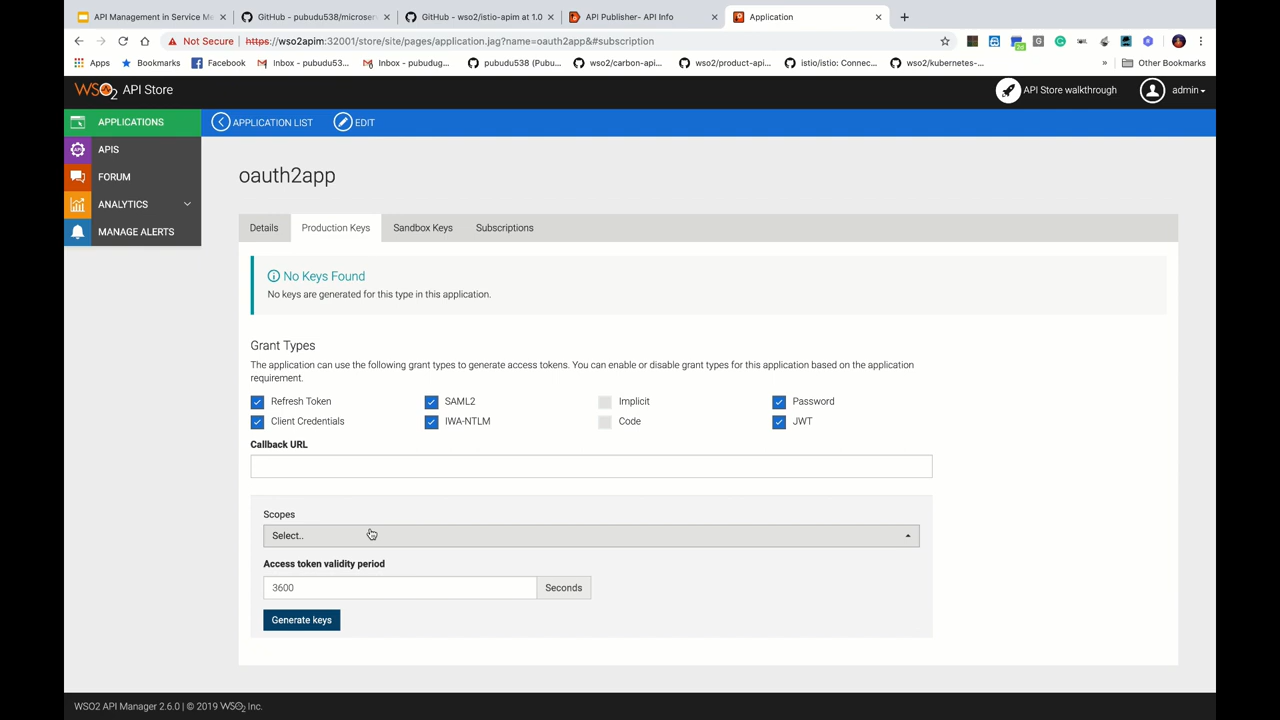 API Management in Service Me
GitHub - pubudu538/microser
GitHub - wso2/istio-apim at 1.0
API Publisher- API Info
Application
Not Secure
https://wso2apim:32001/store/site/pages/application.jag?name=oauth2app&#subscription
Apps
Bookmarks
Facebook
Inbox - pubudu53...
Inbox - pubudug...
pubudu538 (Pubu...
wso2/carbon-api...
wso2/product-api...
istio/istio: Connec...
wso2/kubernetes-...
»
Other Bookmarks
WSO2 API Store
API Store walkthrough
admin
APPLICATIONS
APPLICATION LIST
EDIT
APIS
FORUM
ANALYTICS
MANAGE ALERTS
oauth2app
Details
Production Keys
Sandbox Keys
Subscriptions
No Keys Found
No keys are generated for this type in this application.
Grant Types
The application can use the following grant types to generate access tokens. You can enable or disable grant types for this application based on the application
requirement.
Refresh Token
SAML2
Implicit
Password
Client Credentials
IWA-NTLM
Code
JWT
Callback URL
Scopes
Select..
Access token validity period
3600
Seconds
Generate keys
WSO2 API Manager 2.6.0 | © 2019 WSO2 Inc.